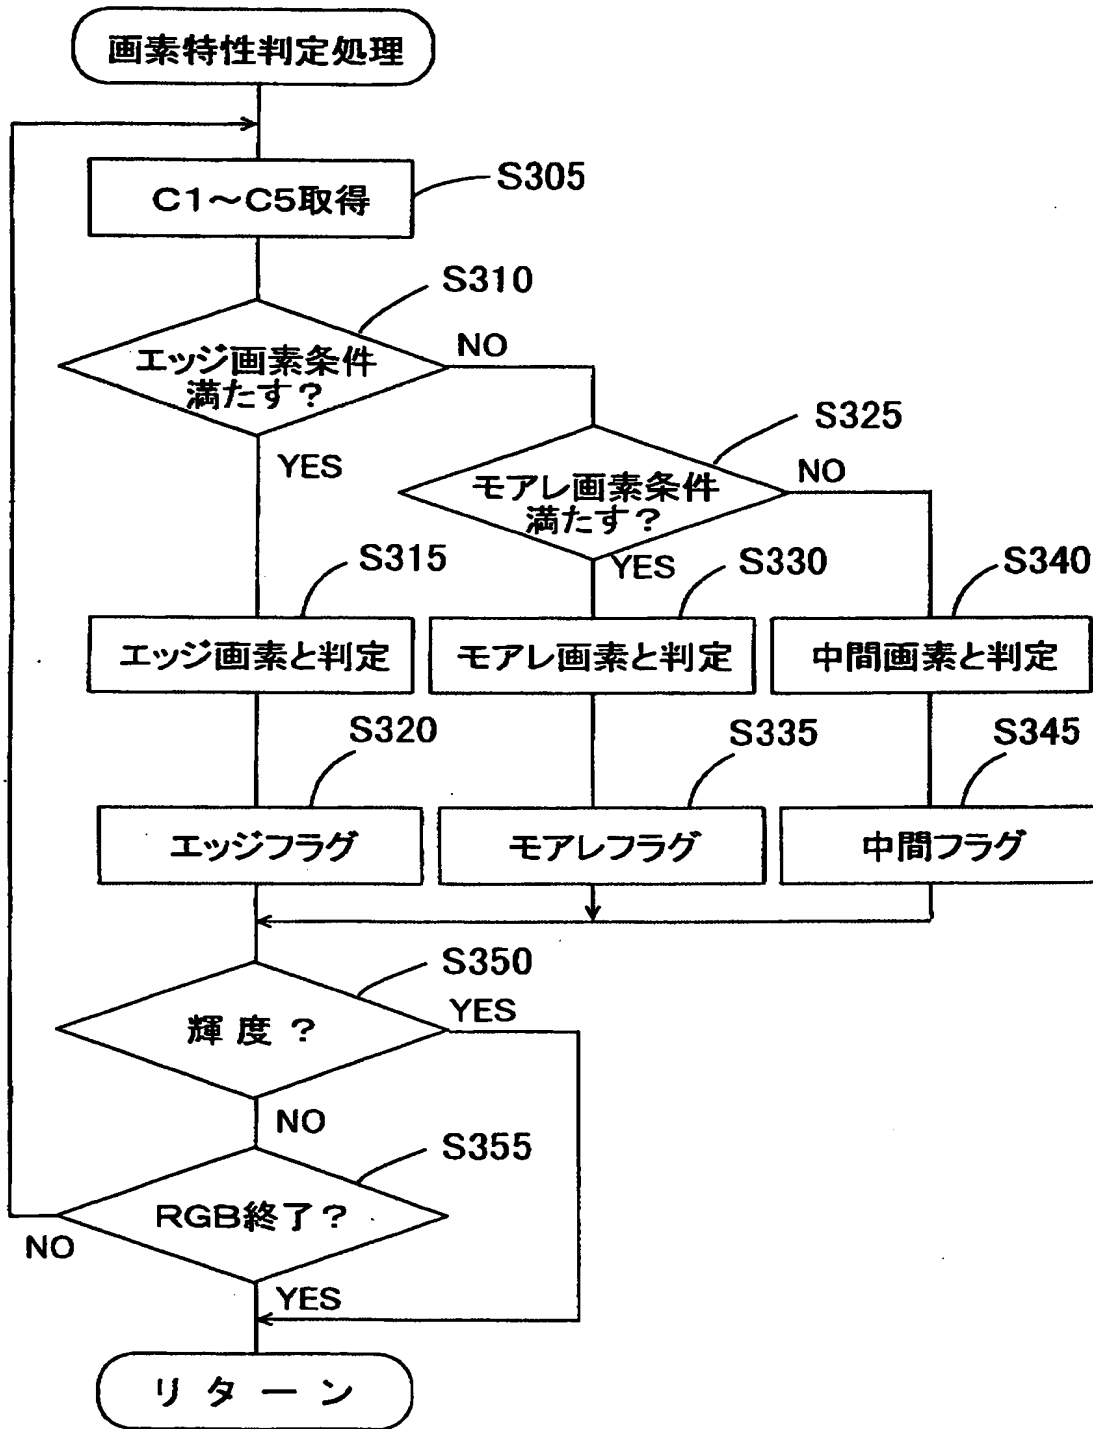 画素特性判定処理
C1～C5取得
S305
S310
エッジ画素条件
満たす？
NO
YES
S325
モアレ画素条件
満たす？
NO
YES
S315
エッジ画素と判定
S330
モアレ画素と判定
S340
中間画素と判定
S320
エッジフラグ
S335
モアレフラグ
S345
中間フラグ
S350
輝度？
YES
NO
S355
RGB終了？
NO
YES
リターン